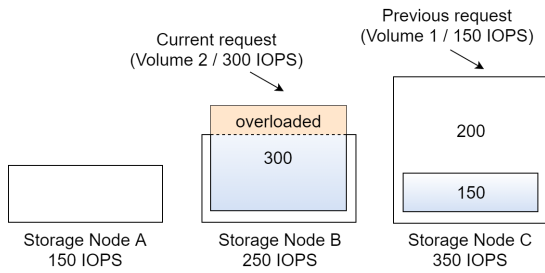 Previous request
(Volume 1 / 150 IOPS)
Current request
(Volume 2 / 300 IOPS)
overloaded
300
200
150
Storage Node A
150 IOPS
Storage Node B
250 IOPS
Storage Node C
350 IOPS